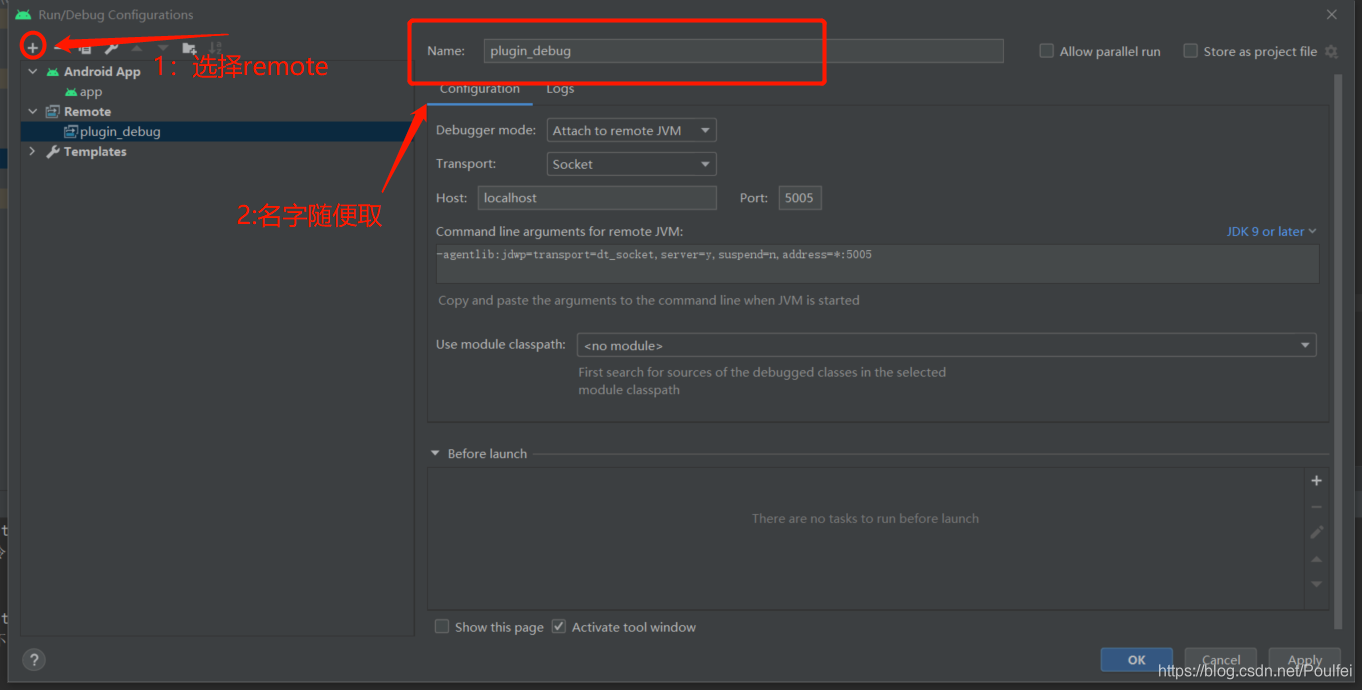 Run/Debug Configurations
1：选择remote
Android App
app
Remote
plugin_debug
Templates
2:名字随便取
Name: plugin_debug
Allow parallel run
Store as project file
Configuration Logs
Debugger mode: Attach to remote JVM
Transport: Socket
Host: localhost Port: 5005
Command line arguments for remote JVM: JDK 9 or later
-agentlib:jdwp=transport=dt_socket,server=y,suspend=n,address=*:5005
Copy and paste the arguments to the command line when JVM is started
Use module classpath: <no module>
First search for sources of the debugged classes in the selected
module classpath
Before launch
There are no tasks to run before launch
Show this page Activate tool window
? OK Cancel Apply
https://blog.csdn.net/Poulfei